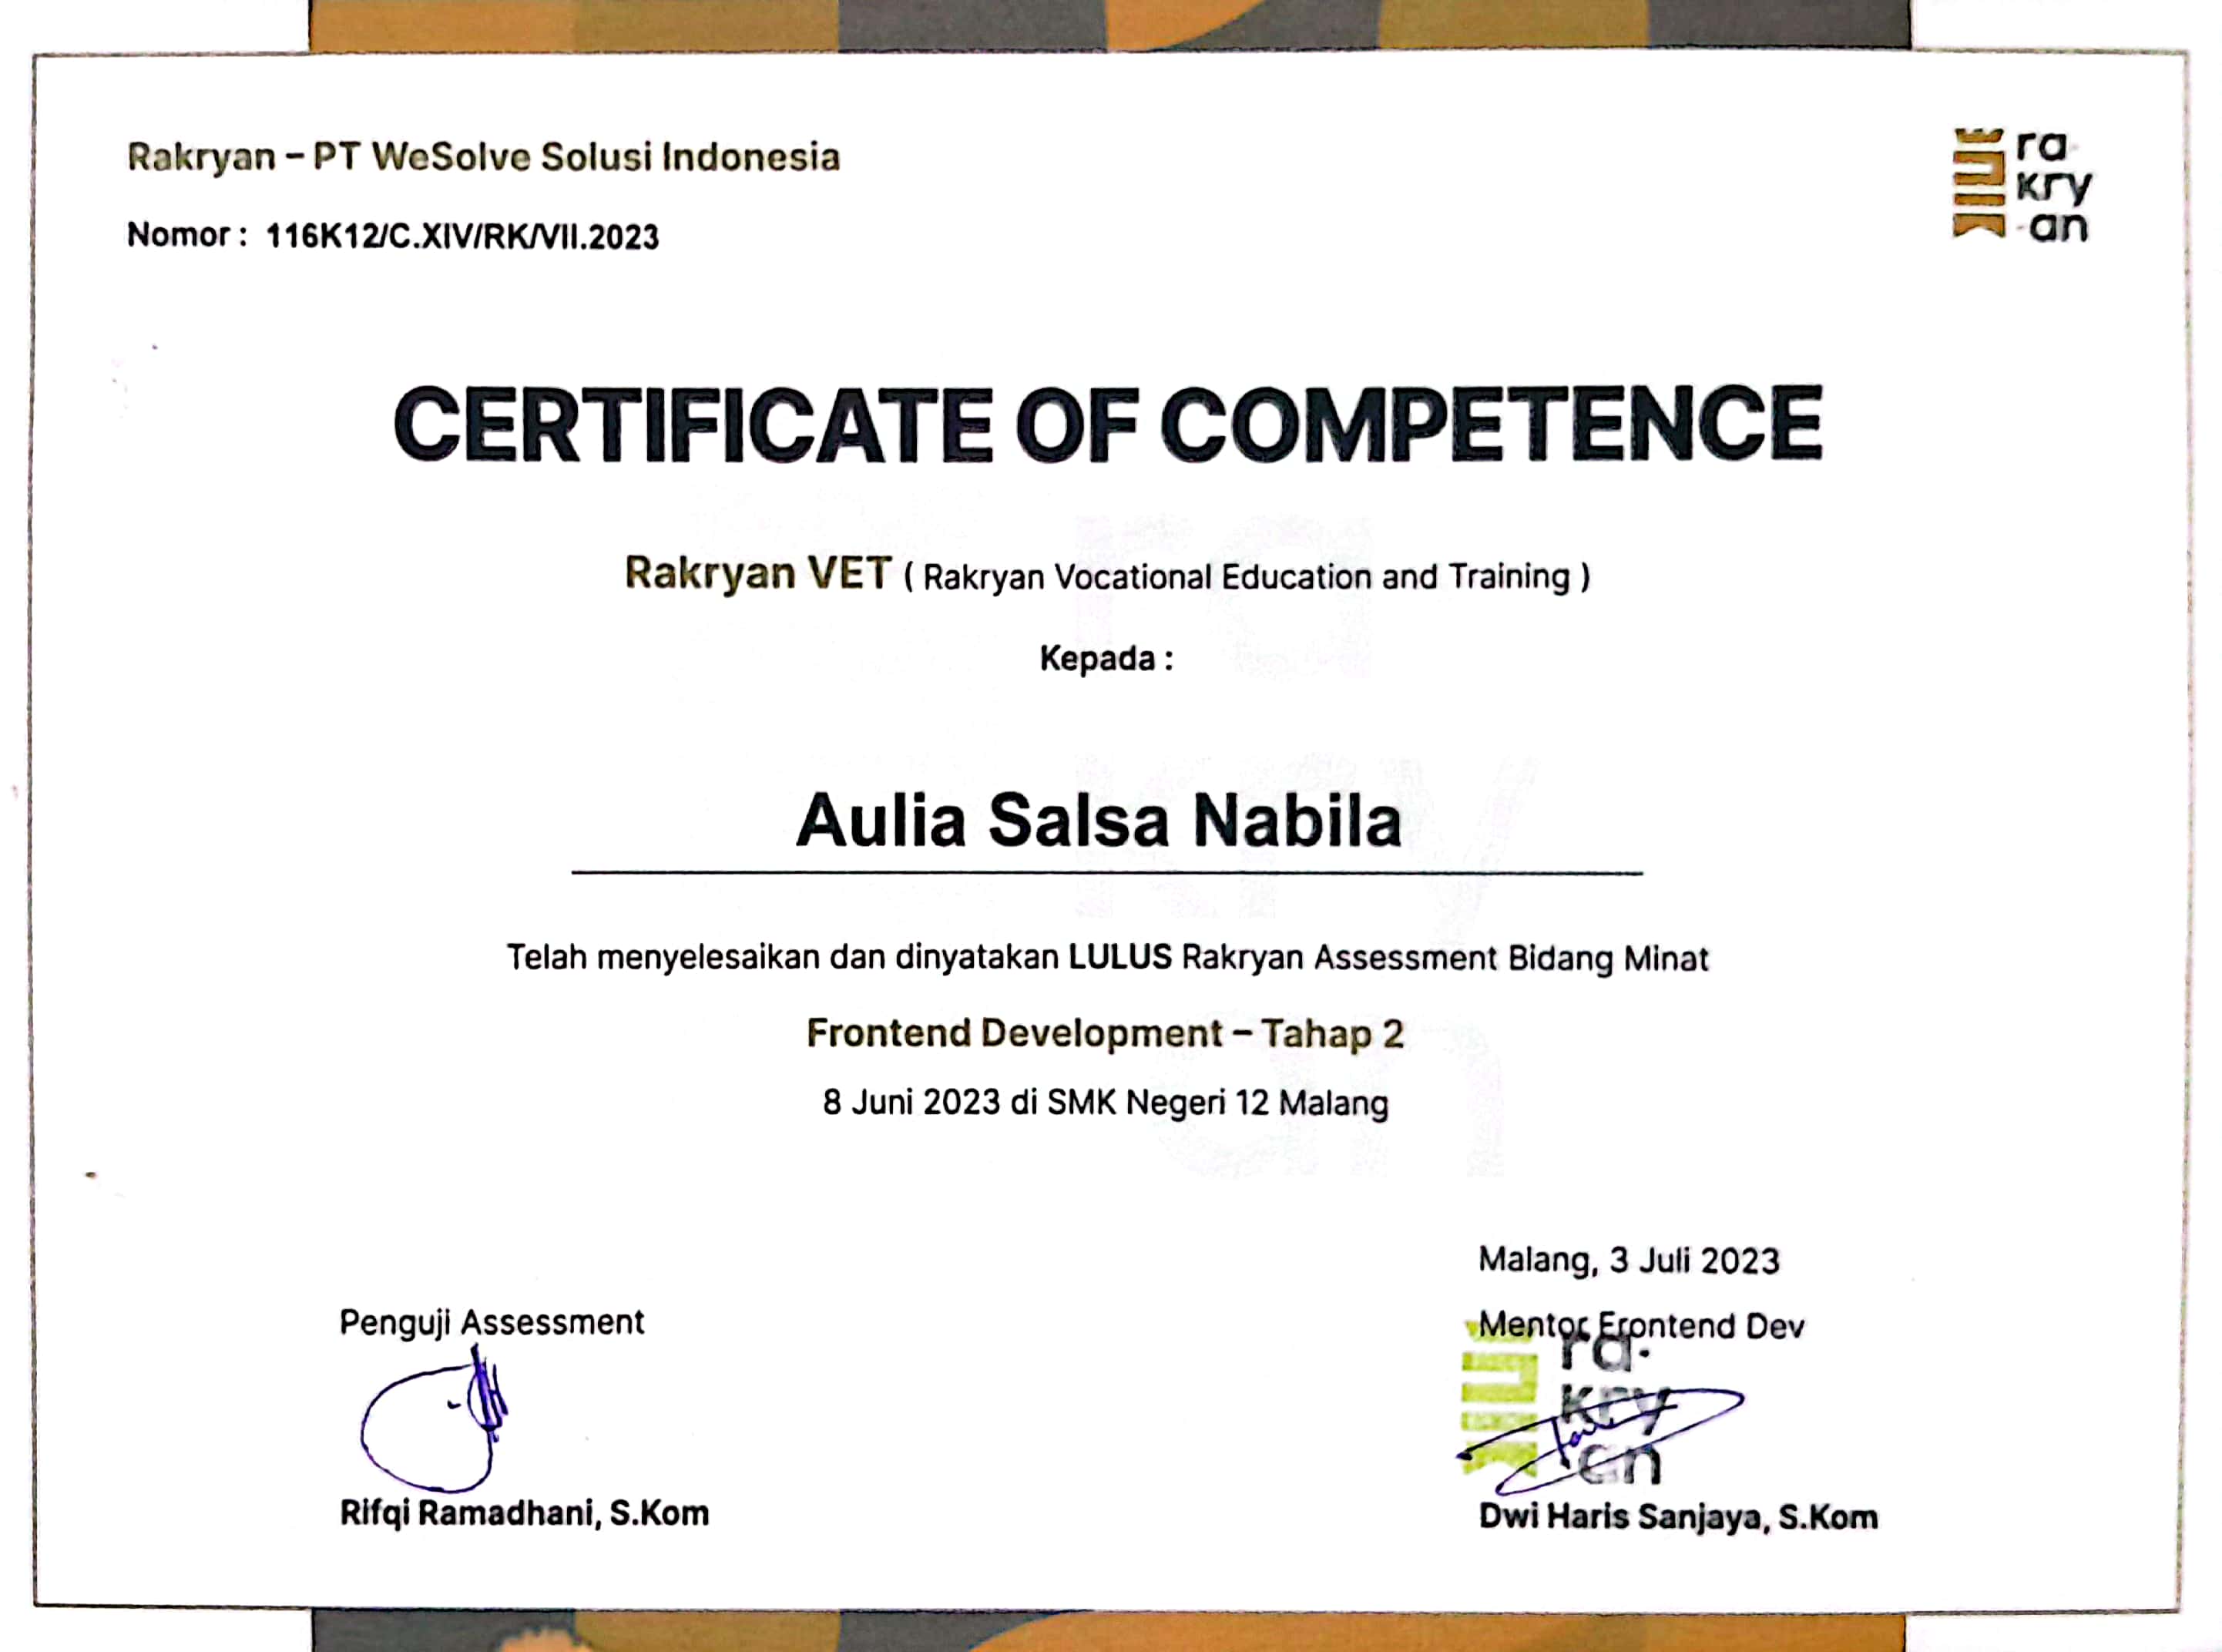 Rakryan – PT WeSolve Solusi Indonesia
ra
kry
an
Nomor : 116K12/C.XIV/RK/VII.2023
CERTIFICATE OF COMPETENCE
Rakryan VET ( Rakryan Vocational Education and Training )
Kepada :
Aulia Salsa Nabila
Telah menyelesaikan dan dinyatakan LULUS Rakryan Assessment Bidang Minat
Frontend Development – Tahap 2
8 Juni 2023 di SMK Negeri 12 Malang
Malang, 3 Juli 2023
Penguji Assessment
Mentor Frontend Dev
ra.
kry
an
Rifqi Ramadhani, S.Kom
Dwi Haris Sanjaya, S.Kom